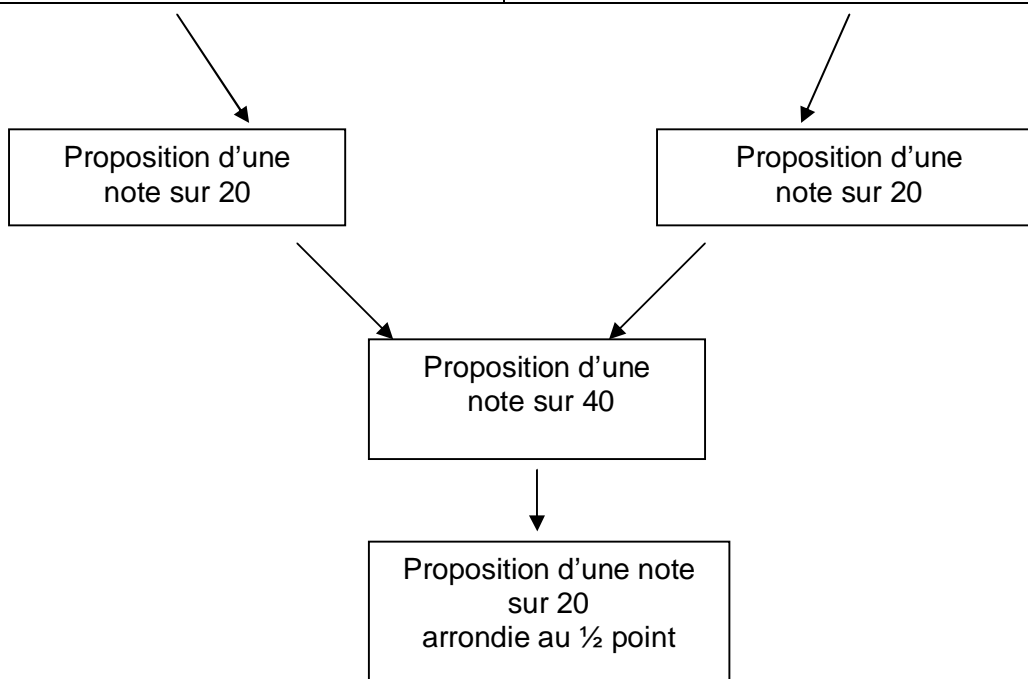 Proposition d’une
note sur 20
Proposition d’une
note sur 20
Proposition d’une
note sur 40
Proposition d’une note
sur 20
arrondie au ½ point